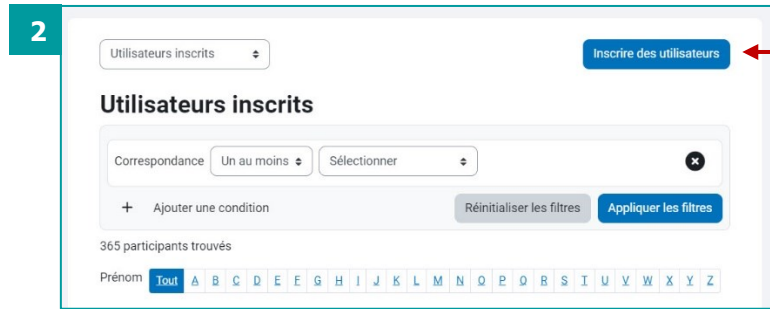 2
Utilisateurs inscrits Inscrire des utilisateurs
Utilisateurs inscrits
Correspondance Un au moins Sélectionner
Ajouter une condition Réinitialiser les filtres Appliquer les filtres
365 participants trouvés
Prénom Tout A B C D E F G H I J K L M N O P Q R S T U V W X Y Z